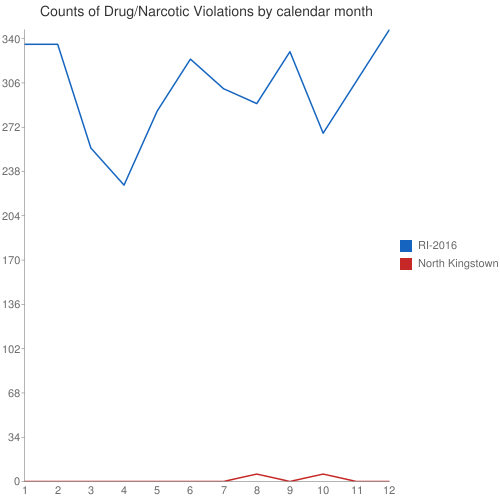 Counts of Drug/Narcotic Violations by calendar month
340
306
272
238
204
170
136
102
68
34
0
1 2 3 4 5 6 7 8 9 10 11 12
RI-2016
North Kingstown